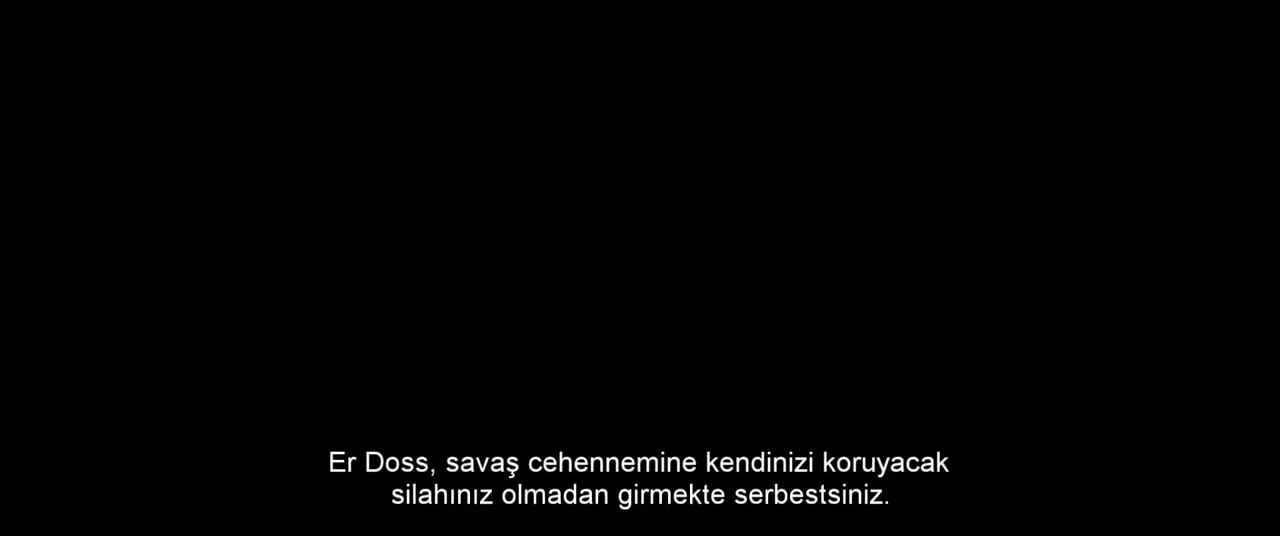 Er Doss, savaş cehennemine kendinizi koruyacak
silahınız olmadan girmekte serbestsiniz.